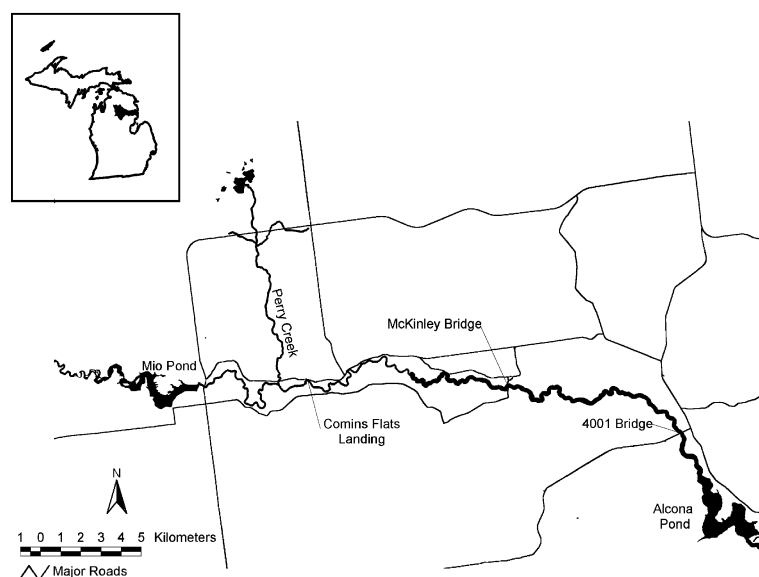 McKinley Bridge
Perry Creek
Mio Pond
Comins Flats
Landing
4001 Bridge
Alcona
Pond
N
1 0 1 2 3 4 5 Kilometers
Major Roads